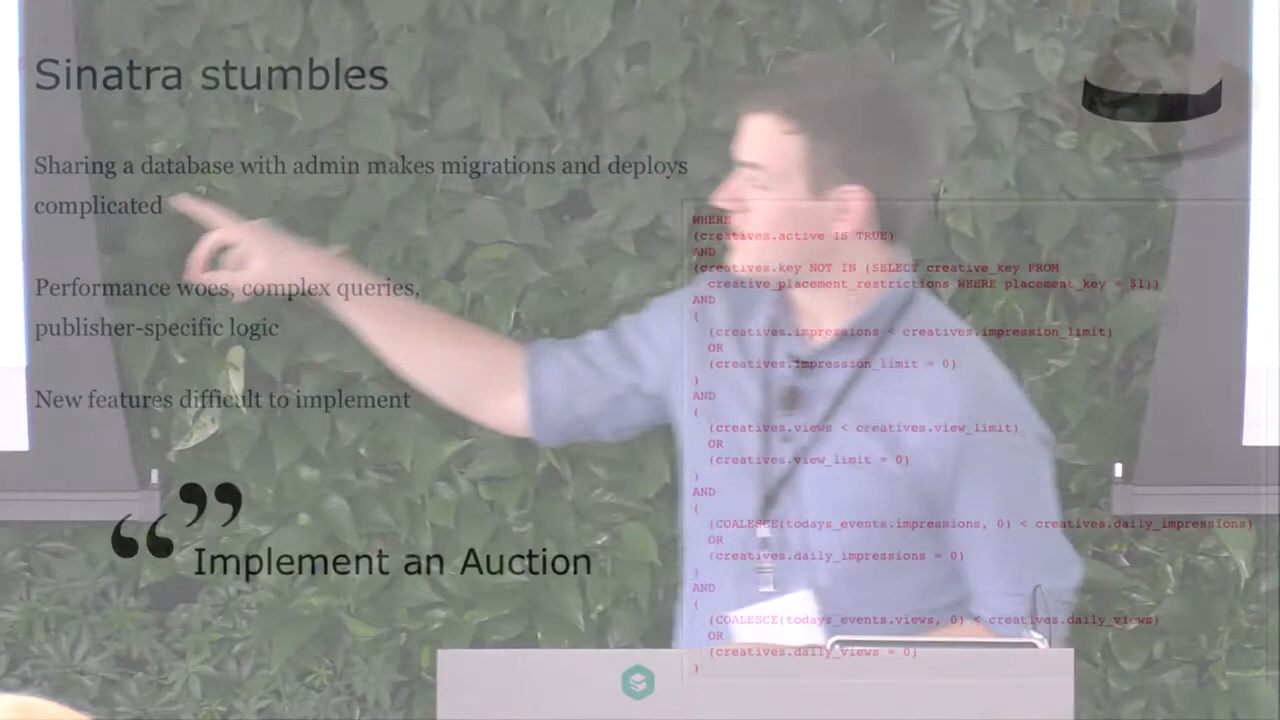 Sinatra stumbles
Sharing a database with admin makes migrations and deploys
complicated
Performance woes, complex queries,
publisher-specific logic
New features difficult to implement
“ ”
Implement an Auction
WHERE
(creatives.active IS TRUE)
AND
(creatives.key NOT IN (SELECT creative_key FROM
creative_placement_restrictions WHERE placement_key = $1))
AND
(
(creatives.impressions < creatives.impression_limit)
OR
(creatives.impression_limit = 0)
)
AND
(
(creatives.views < creatives.view_limit)
OR
(creatives.view_limit = 0)
)
AND
(
(COALESCE(todays_events.impressions, 0) < creatives.daily_impressions)
OR
(creatives.daily_impressions = 0)
)
AND
(
(COALESCE(todays_events.views, 0) < creatives.daily_views)
OR
(creatives.daily_views = 0)
)